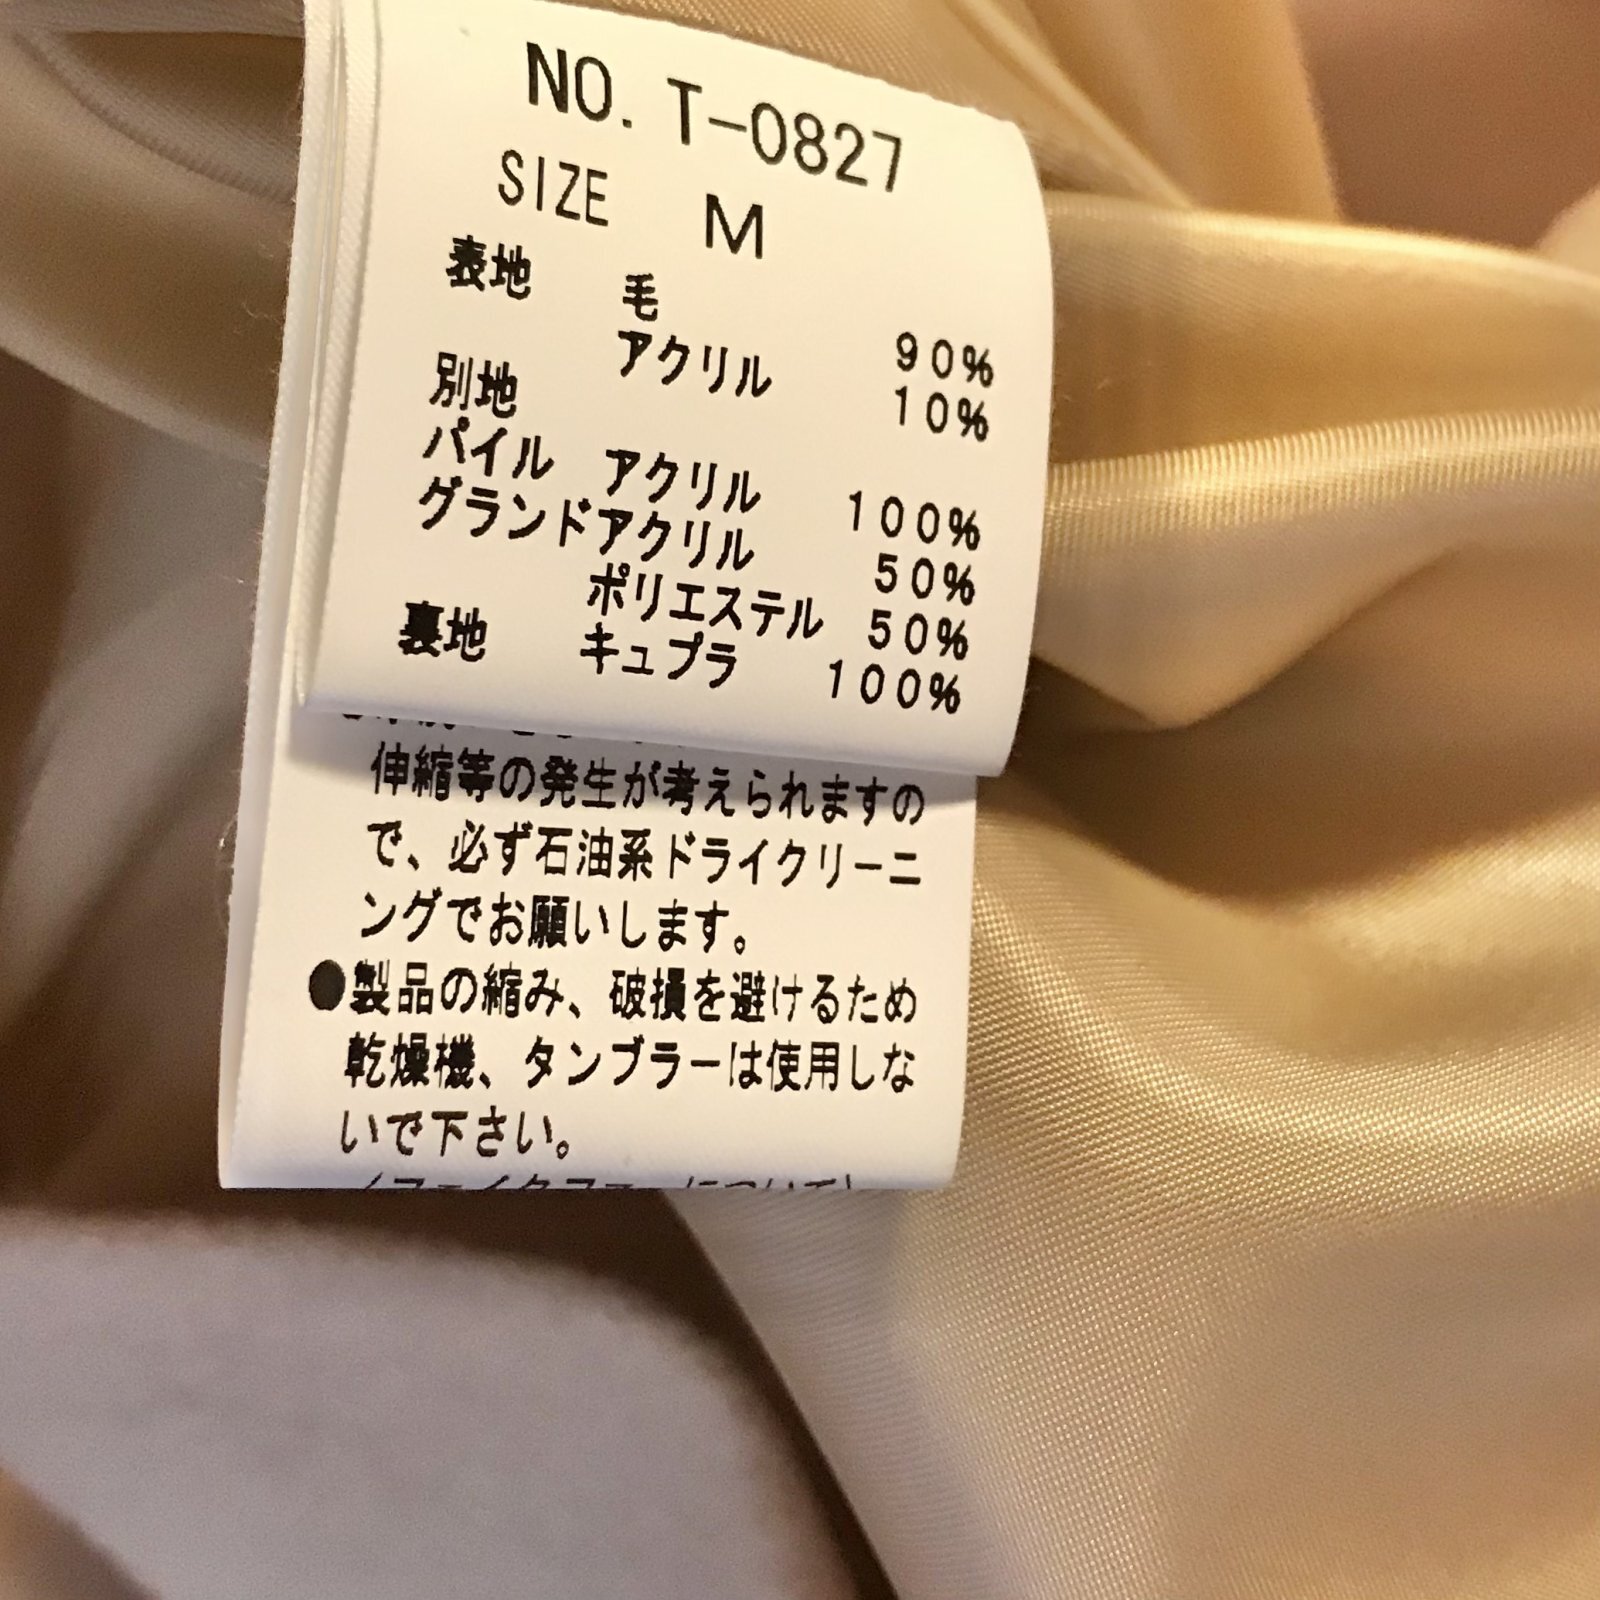 NO. T-0827
SIZE M
表地 毛 90%
アクリル 10%
別地
パイル アクリル 100%
グランドアクリル 50%
ポリエステル 50%
裏地 キュプラ 100%
伸縮等の発生が考えられますの
で、必ず石油系ドライクリーニ
ングでお願いします。
●製品の縮み、破損を避けるため
乾燥機、タンブラーは使用しな
いで下さい。